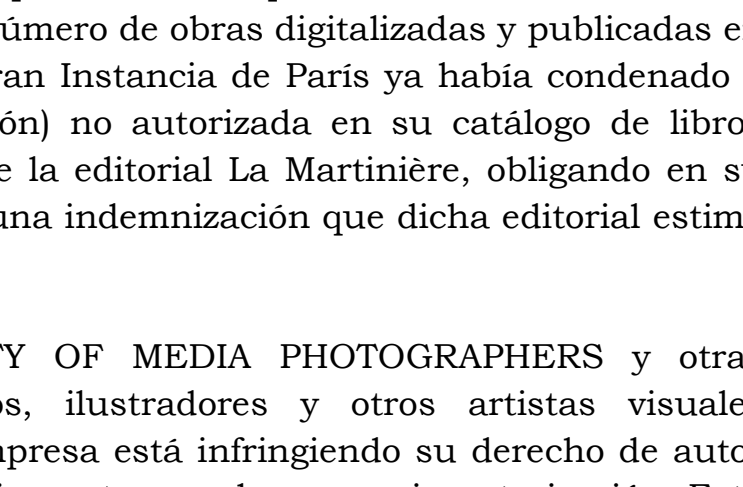 úmero de obras digitalizadas y publicadas e
ran Instancia de París ya había condenado
ón) no autorizada en su catálogo de libro
e la editorial La Martinière, obligando en s
una indemnización que dicha editorial estim
TY OF MEDIA PHOTOGRAPHERS y otra
os, ilustradores y otros artistas visuale
mpresa está infringiendo su derecho de auto